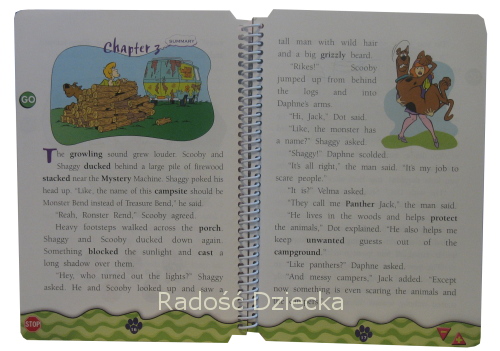 Chapter 3
SUMMARY
GO
The growling sound grew louder. Scooby and
Shaggy ducked behind a large pile of firewood
stacked near the Mystery Machine. Shaggy poked his
head up. "Like, the name of this campsite should be
Monster Bend instead of Treasure Bend," he said.
"Reah, Ronster Rend," Scooby agreed.
Heavy footsteps walked across the porch.
Shaggy and Scooby ducked down again.
Something blocked the sunlight and cast a
long shadow over them.
"Hey, who turned out the lights?" Shaggy
asked. He and Scooby looked up and saw a
STOP
tall man with wild hair
and a big grizzly beard.
"Rikes!" Scooby
jumped up from behind
the logs and into
Daphne's arms.
"Hi, Jack," Dot said.
"Like, the monster has
a name?" Shaggy asked.
"Shaggy!" Daphne scolded.
"It's all right," the man said. "It's my job to
scare people."
"It is?" Velma asked.
"They call me Panther Jack," the man said.
"He lives in the woods and helps protect
the animals," Dot explained. "He also helps me
keep unwanted guests out of the
campground."
"Like panthers?" Daphne asked.
"And messy campers," Jack added. "Except
now something is even scaring the animals and
Radość Dziecka